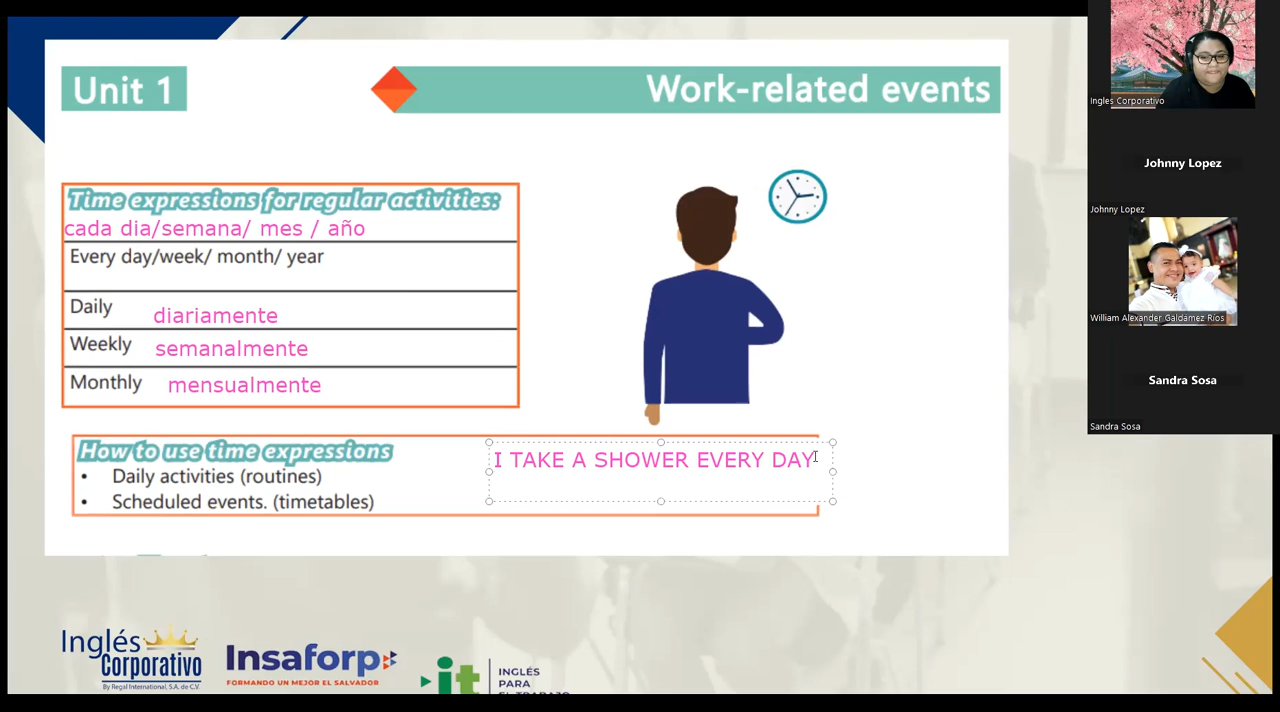 Unit 1
Work-related events
Time expressions for regular activities:
cada dia/semana/ mes / año
Every day/week/ month/ year
Daily diariamente
Weekly semanalmente
Monthly mensualmente
How to use time expressions
• Daily activities (routines)
• Scheduled events. (timetables)
I TAKE A SHOWER EVERY DAY
Ingles Corporativo
Johnny Lopez
Johnny Lopez
William Alexander Galdamez Rios
Sandra Sosa
Sandra Sosa
Inglés
Corporativo
By Regal International, S.A. de C.V.
Insaforp
FORMANDO UN MEJOR EL SALVADOR
it
INGLÉS
PARA
EL TRABAJO